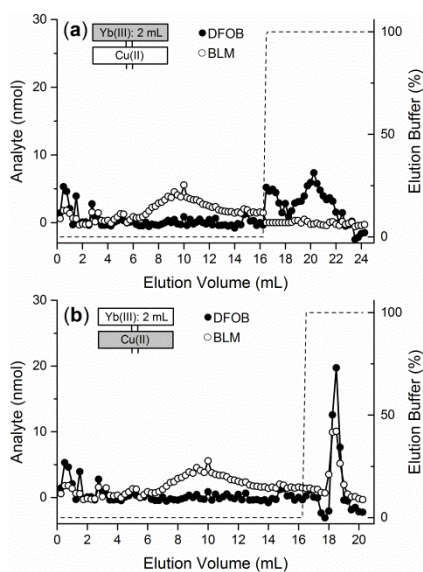 (a)
Yb(III): 2 mL
Cu(II)
DFOB
BLM
30
20
10
0
Analyte (nmol)
100
50
0
Elution Buffer (%)
0 2 4 6 8 10 12 14 16 18 20 22 24
Elution Volume (mL)
(b)
Yb(III): 2 mL
Cu(II)
DFOB
BLM
30
20
10
0
Analyte (nmol)
100
50
0
Elution Buffer (%)
0 2 4 6 8 10 12 14 16 18 20
Elution Volume (mL)